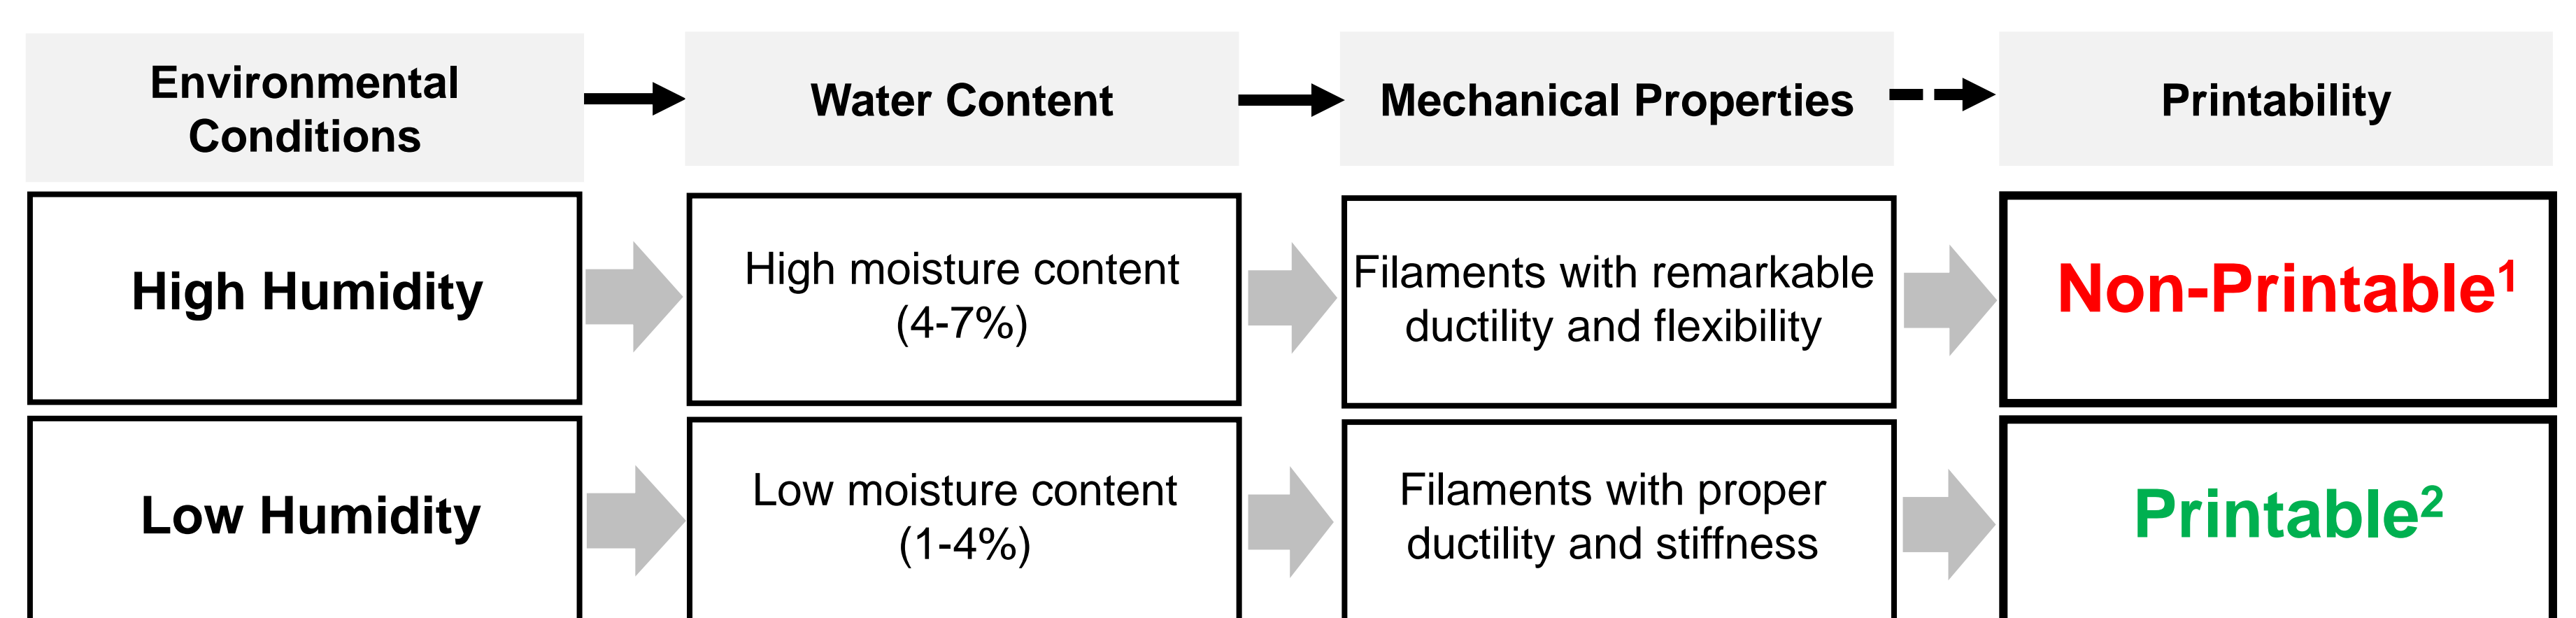 Environmental
Conditions
Water Content
Mechanical Properties
Printability
High Humidity
High moisture content
(4-7%)
Filaments with remarkable
ductility and flexibility
Non-Printable¹
Low Humidity
Low moisture content
(1-4%)
Filaments with proper
ductility and stiffness
Printable²